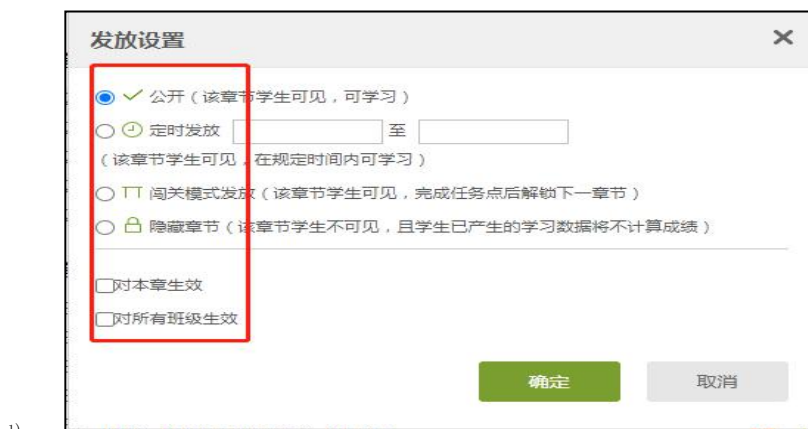 发放设置
公开（该章节学生可见，可学习）
定时发放 至
（该章节学生可见，在规定时间内可学习）
闯关模式发放（该章节学生可见，完成任务点后解锁下一章节）
隐藏章节（该章节学生不可见，且学生已产生的学习数据将不计算成绩）
对本章生效
对所有班级生效
确定 取消
1)